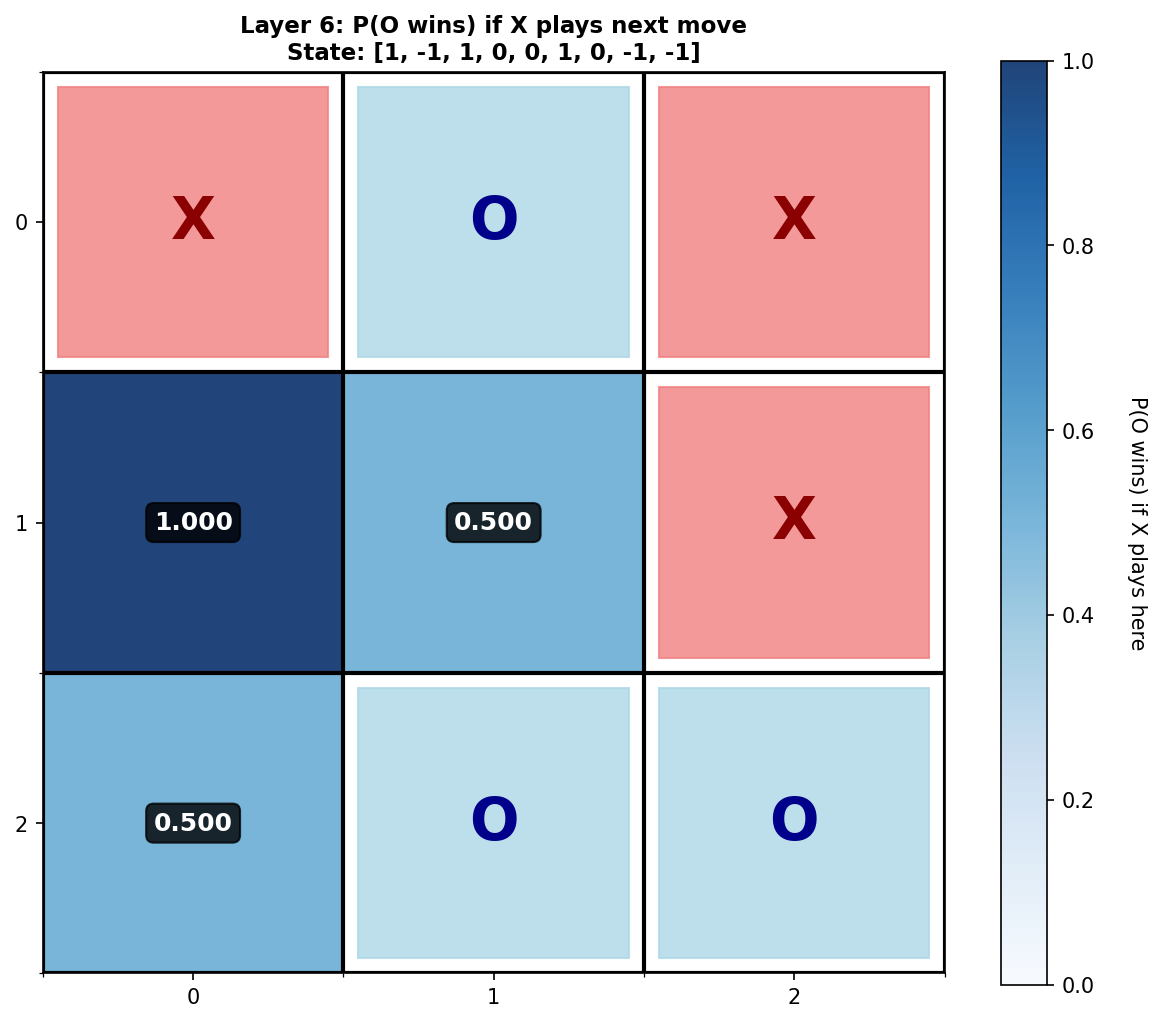 Layer 6: P(O wins) if X plays next move
State: [1, -1, 1, 0, 0, 1, 0, -1, -1]
X O X
0
1.000 0.500 X
1
0.500 O O
2
0 1 2
1.0
0.8
0.6
0.4
0.2
0.0
P(O wins) if X plays here